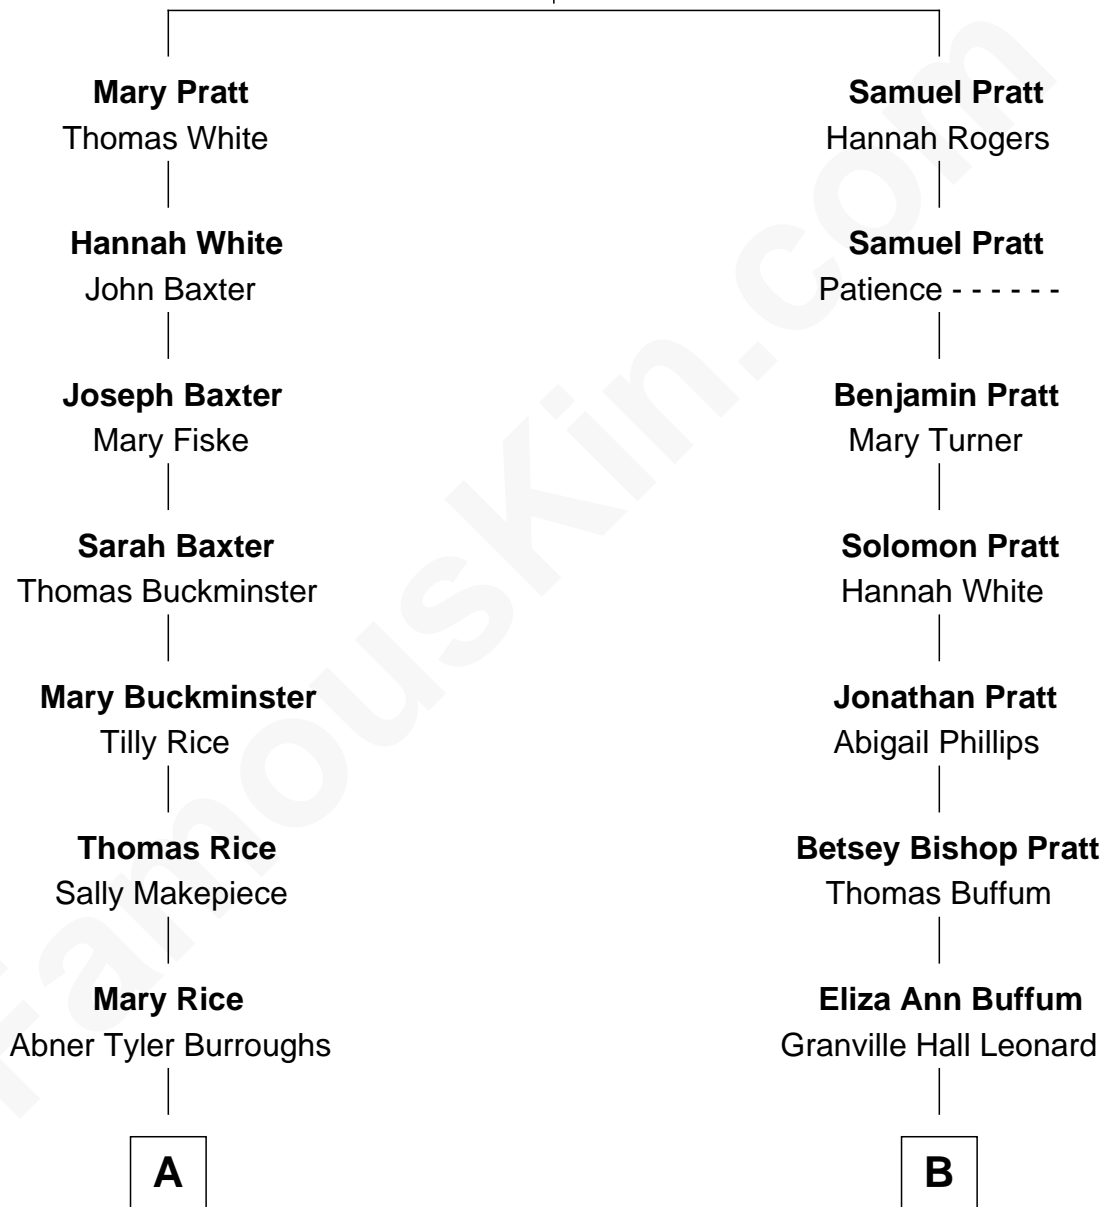 Mary Pratt
Thomas White
Hannah White
John Baxter
Joseph Baxter
Mary Fiske
Sarah Baxter
Thomas Buckminster
Mary Buckminster
Tilly Rice
Thomas Rice
Sally Makepiece
Mary Rice
Abner Tyler Burroughs
A
Samuel Pratt
Hannah Rogers
Samuel Pratt
Patience - - - - - -
Benjamin Pratt
Mary Turner
Solomon Pratt
Hannah White
Jonathan Pratt
Abigail Phillips
Betsey Bishop Pratt
Thomas Buffum
Eliza Ann Buffum
Granville Hall Leonard
B
FamousKin.com